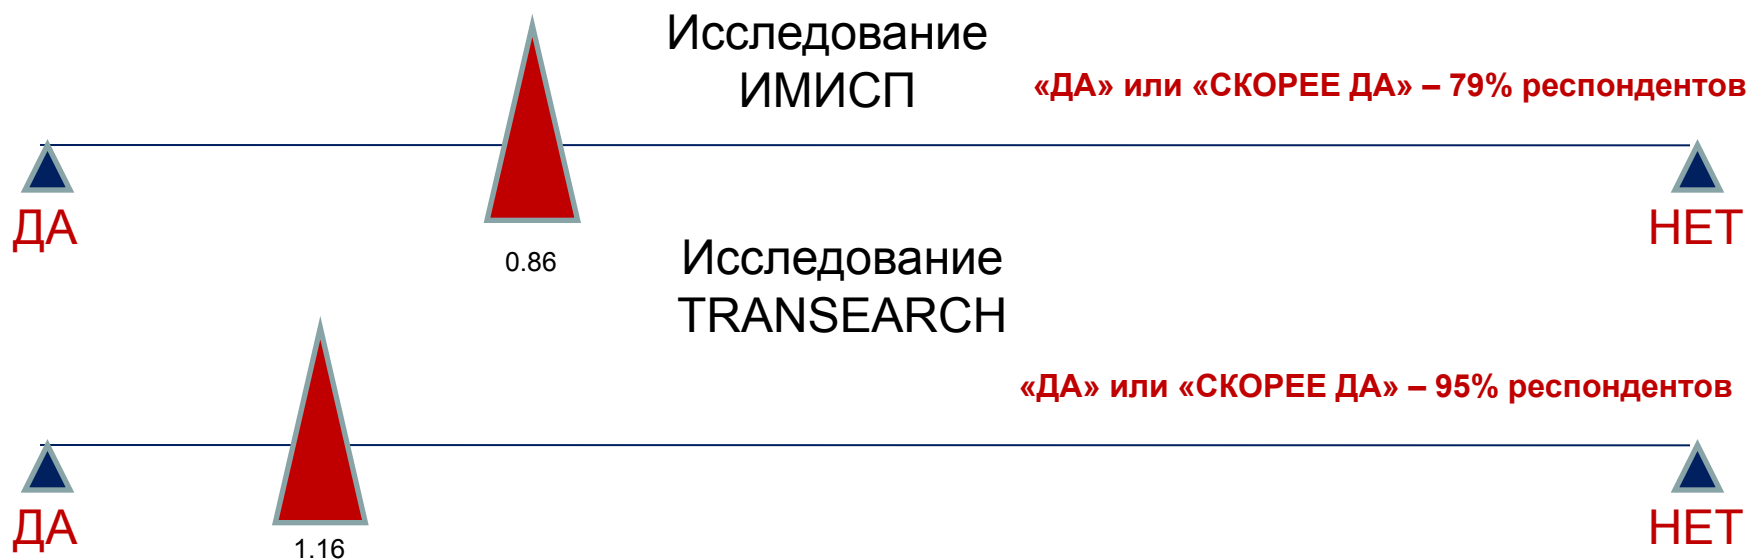 Исследование
ИМИСП
«ДА» или «СКОРЕЕ ДА» – 79% респондентов
ДА
НЕТ
0.86
Исследование
TRANSEARCH
«ДА» или «СКОРЕЕ ДА» – 95% респондентов
ДА
НЕТ
1.16